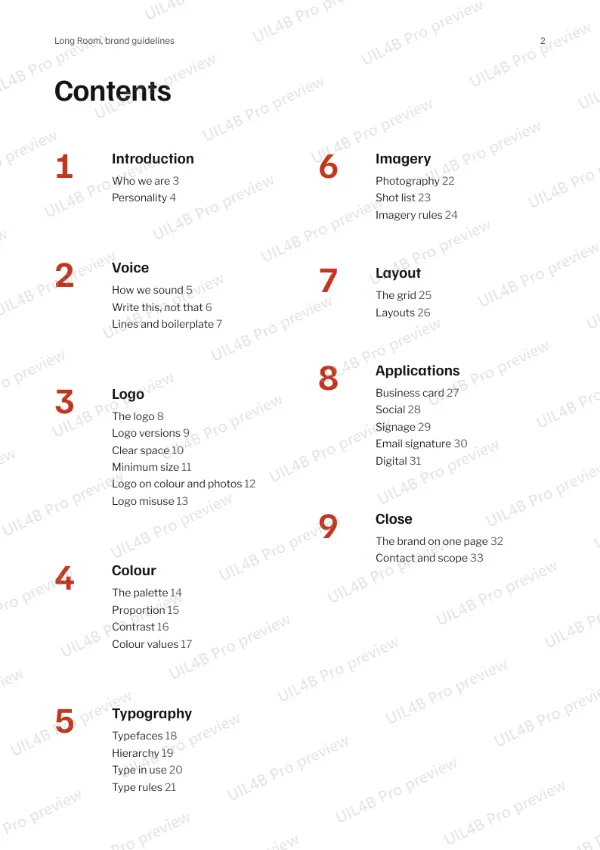 Long Room, brand guidelines
2
Contents
1
Introduction
Who we are 3
Personality 4
2
Voice
How we sound 5
Write this, not that 6
Lines and boilerplate 7
3
Logo
The logo 8
Logo versions 9
Clear space 10
Minimum size 11
Logo on colour and photos 12
Logo misuse 13
4
Colour
The palette 14
Proportion 15
Contrast 16
Colour values 17
5
Typography
Typefaces 18
Hierarchy 19
Type in use 20
Type rules 21
6
Imagery
Photography 22
Shot list 23
Imagery rules 24
7
Layout
The grid 25
Layouts 26
8
Applications
Business card 27
Social 28
Signage 29
Email signature 30
Digital 31
9
Close
The brand on one page 32
Contact and scope 33
UIL4B Pro preview